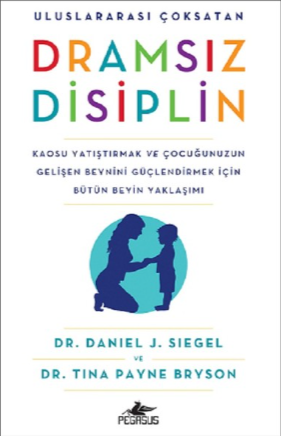 ULUSLARARASI ÇOKSATAN
DRAMSIZ
DİSİPLİN
KAOSU YATIŞTIRMAK VE ÇOCUĞUNUZUN
GELİŞEN BEYNİNİ GÜÇLENDİRMEK İÇİN
BÜTÜN BEYİN YAKLAŞIMI
DR. DANIEL J. SIEGEL
VE
DR. TINA PAYNE BRYSON
PEGASUS